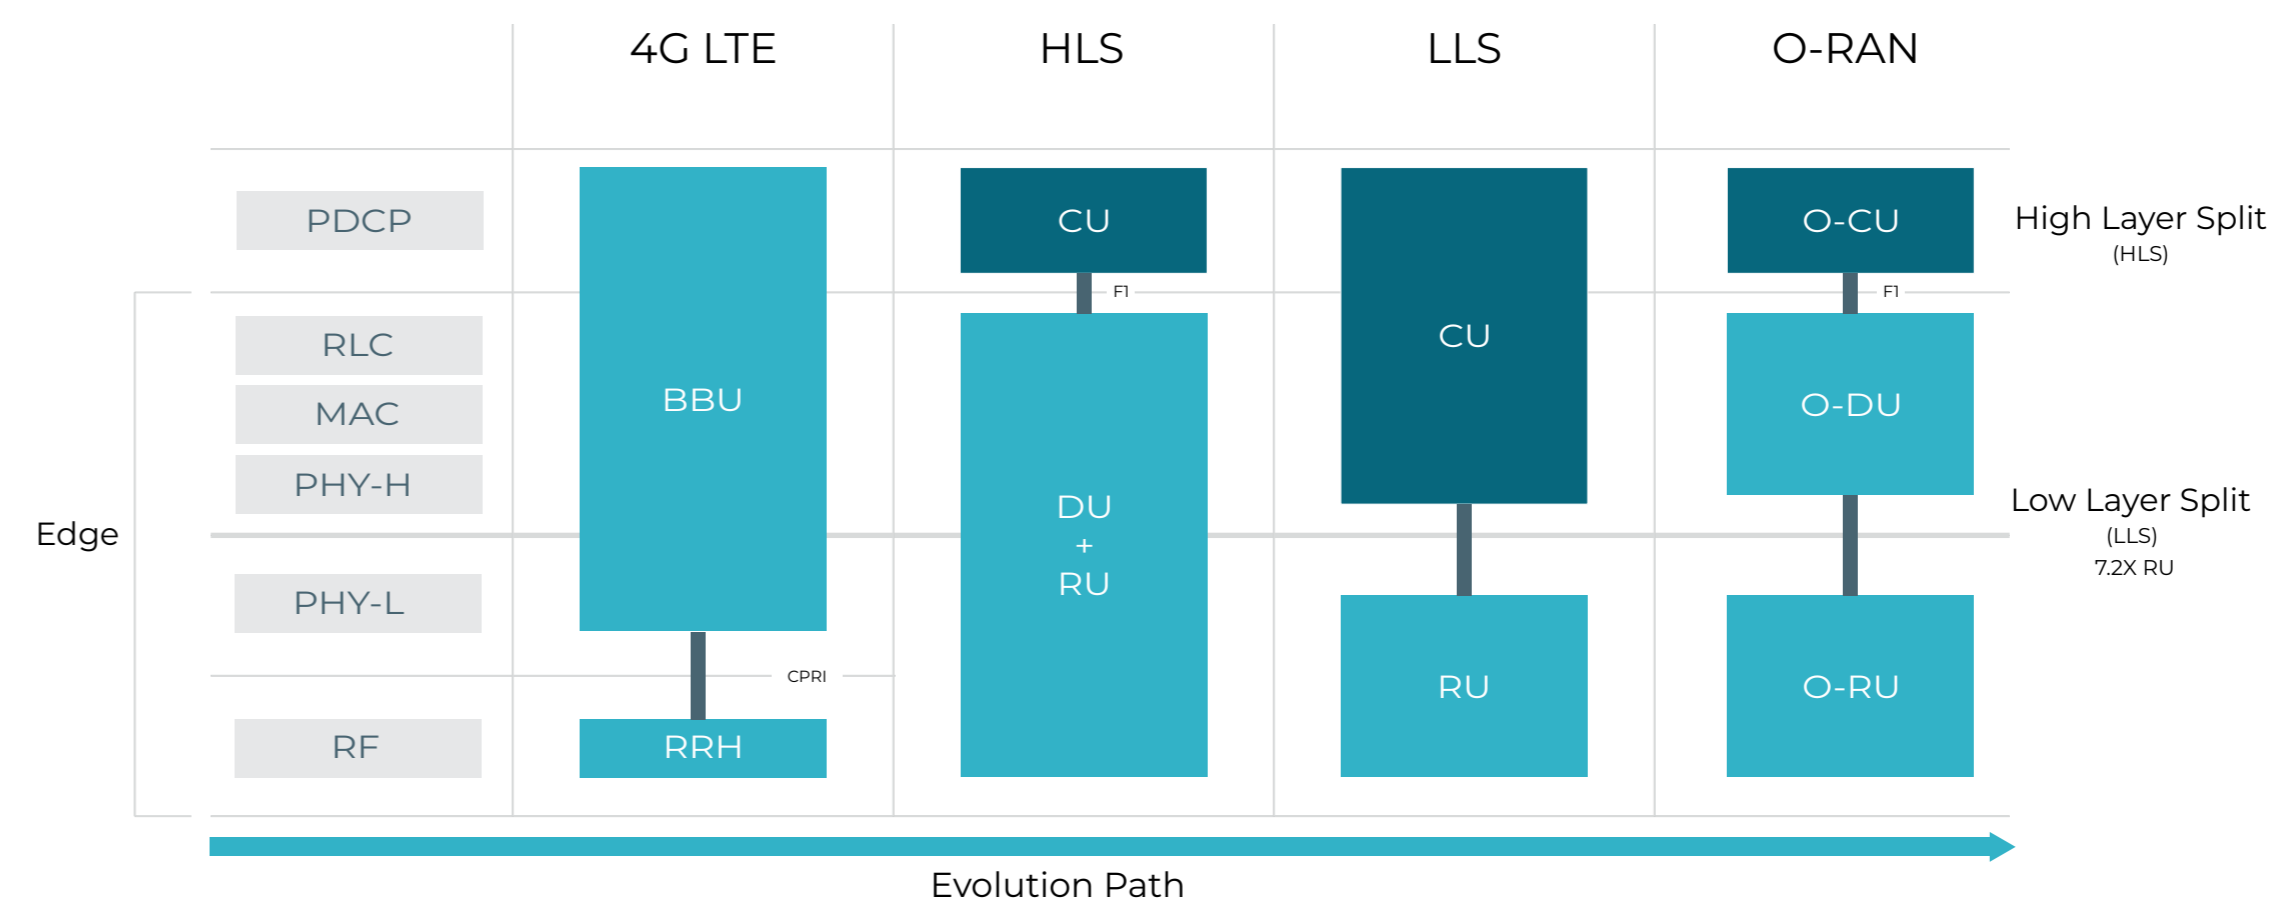 4G LTE
HLS
LLS
O-RAN
PDCP
CU
CU
O-CU
High Layer Split
(HLS)
F1
F1
RLC
MAC
PHY-H
BBU
DU
+
RU
O-DU
Edge
Low Layer Split
(LLS)
7.2X RU
PHY-L
CPRI
RF
RRH
RU
O-RU
Evolution Path